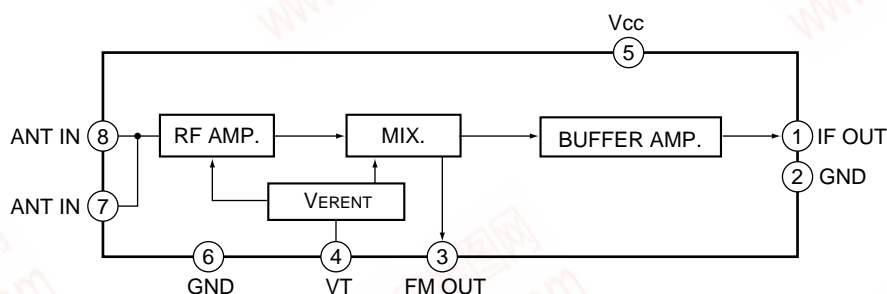 Vcc
5
ANT IN 8
RF AMP.
MIX.
BUFFER AMP.
1 IF OUT
2 GND
ANT IN 7
VERENT
6
4
3
GND
VT
FM OUT